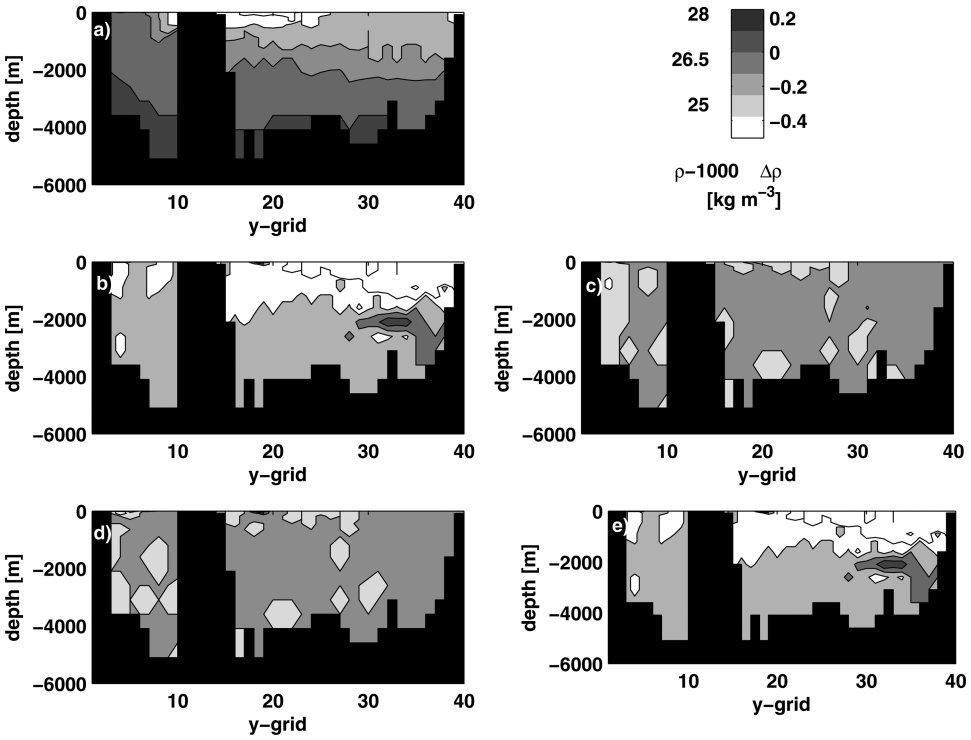 a)
0
−2000
−4000
−6000
depth [m]
10 20 30 40
y−grid
28 0.2
26.5 0
−0.2
25 −0.4
ρ−1000 Δρ
[kg m−3]
b)
0
−2000
−4000
−6000
depth [m]
10 20 30 40
y−grid
c)
0
−2000
−4000
−6000
depth [m]
10 20 30 40
y−grid
d)
0
−2000
−4000
−6000
depth [m]
10 20 30 40
y−grid
e)
0
−2000
−4000
−6000
depth [m]
10 20 30 40
y−grid